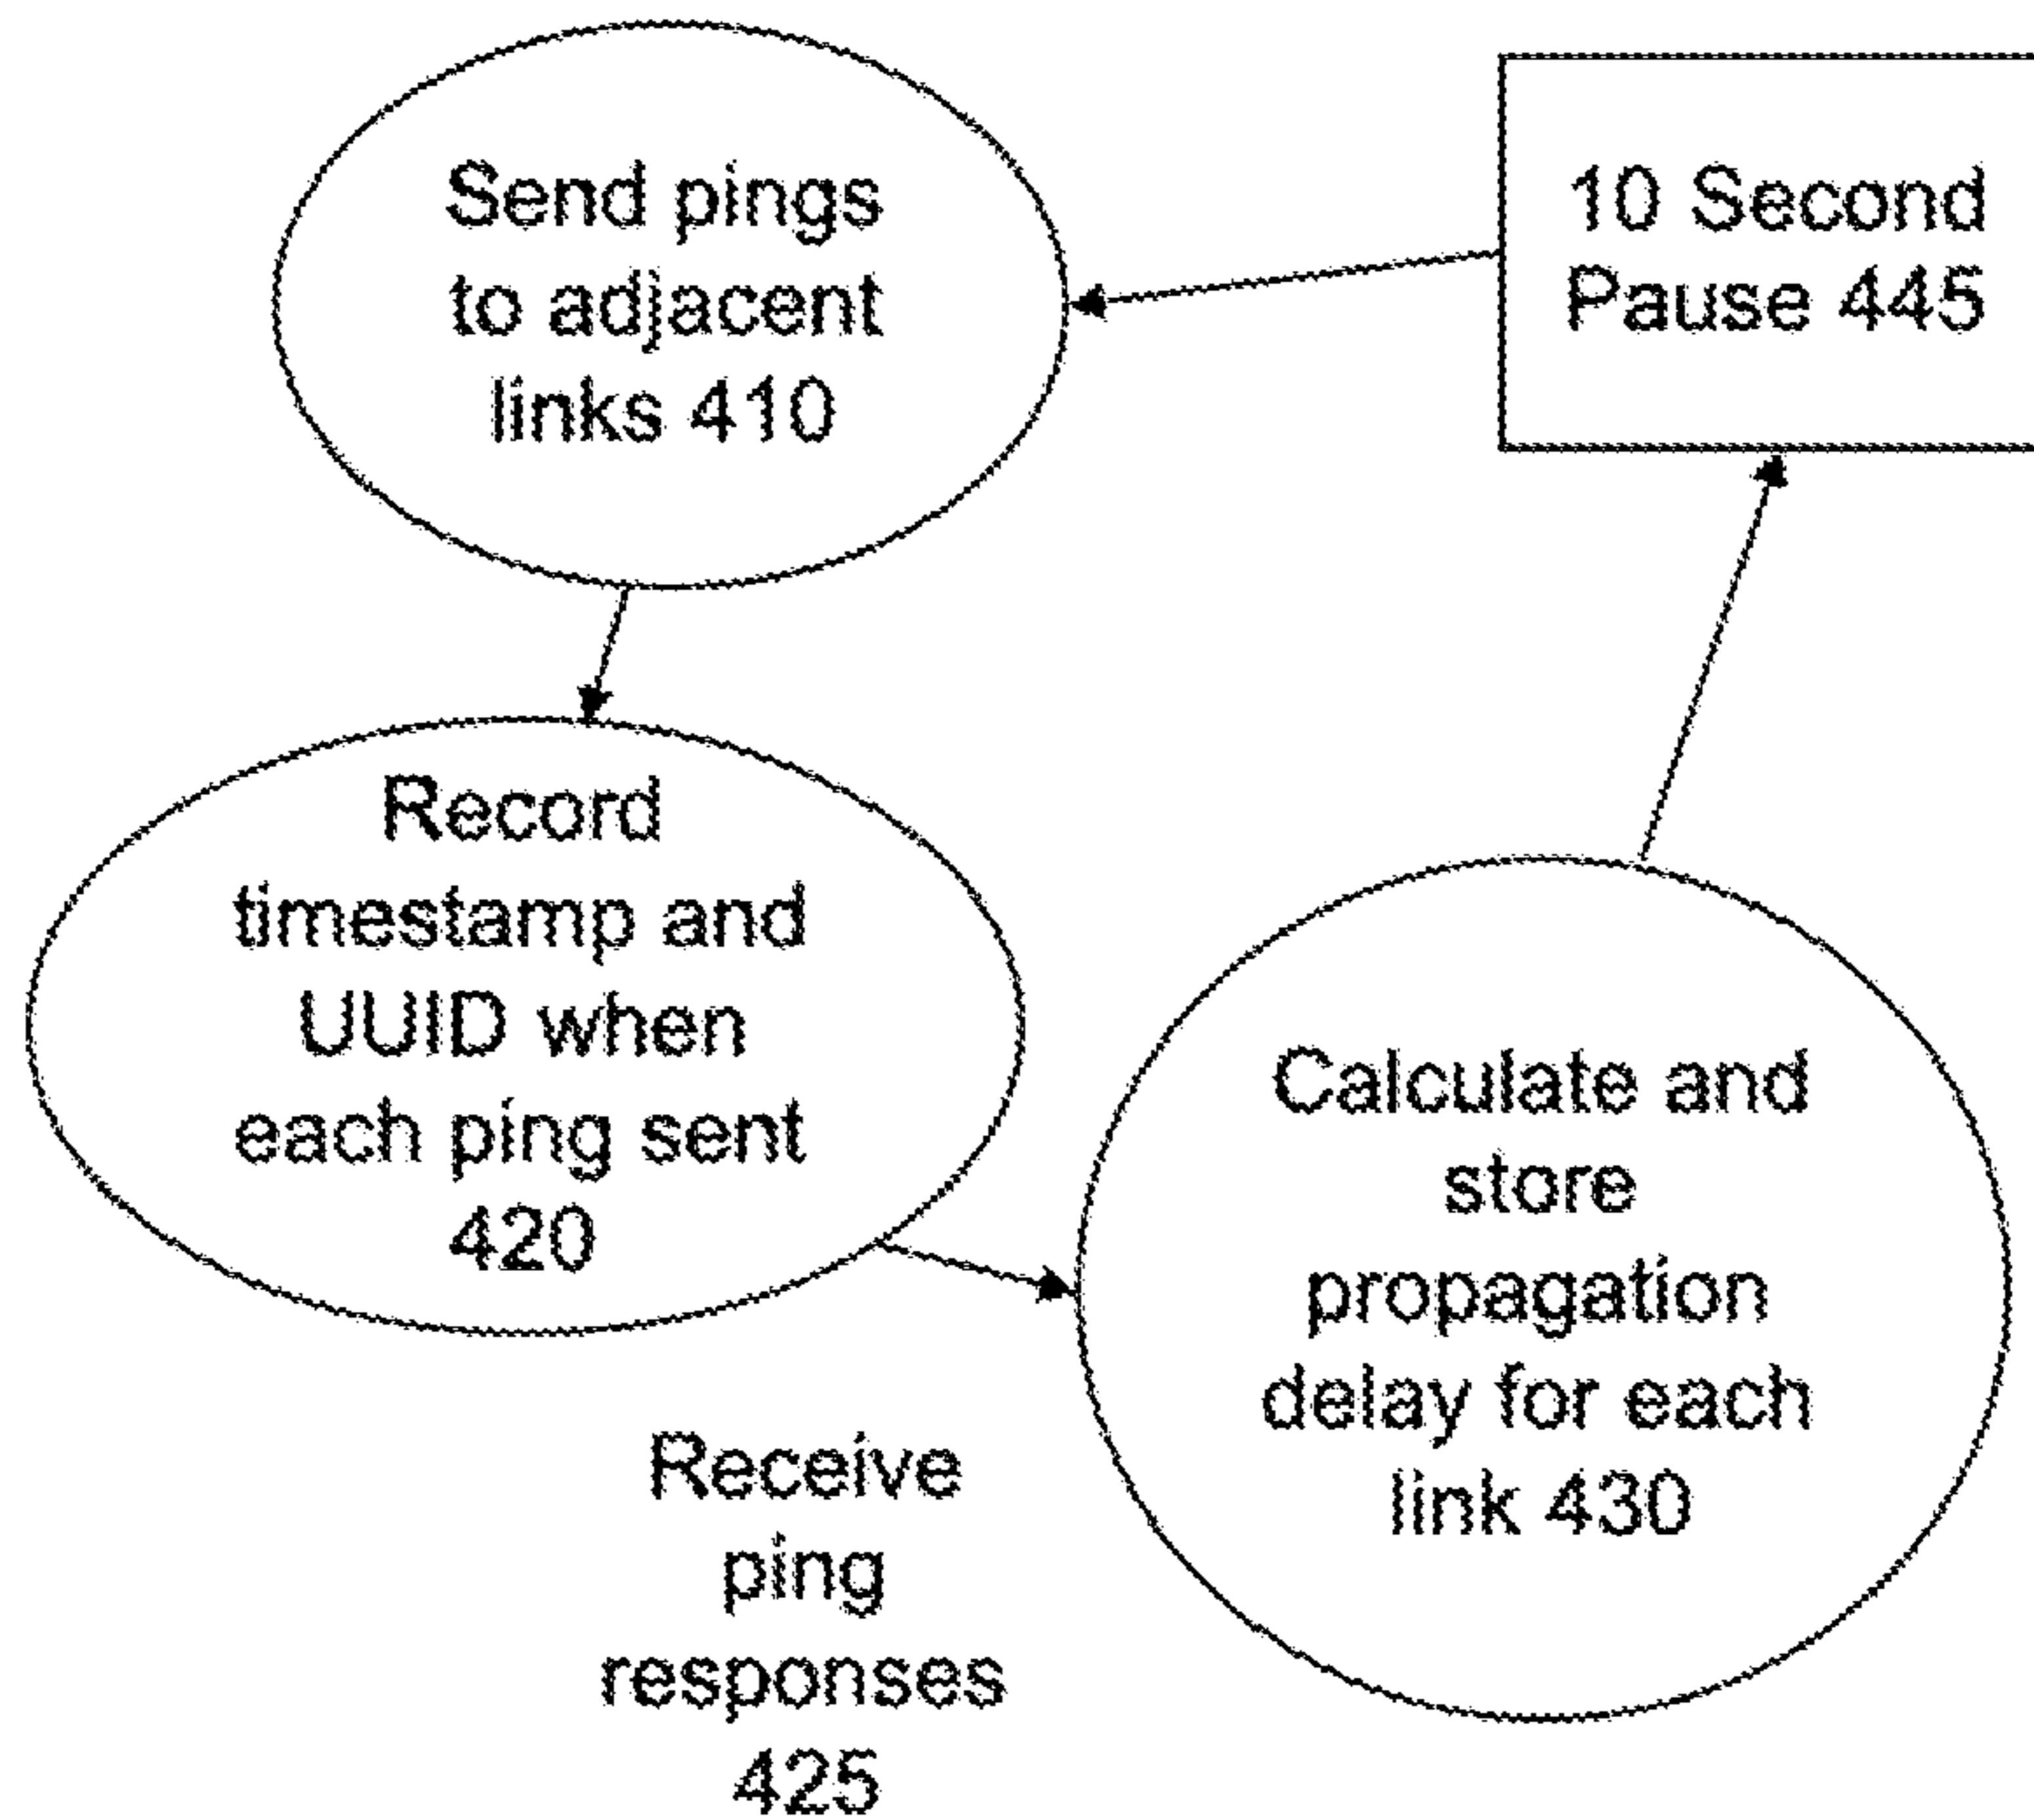 Send pings
to adjacent
links 410
10 Second
Pause 445
Record
timestamp and
UUID when
each ping sent
420
Calculate and
store
propagation
delay for each
link 430
Receive
ping
responses
425